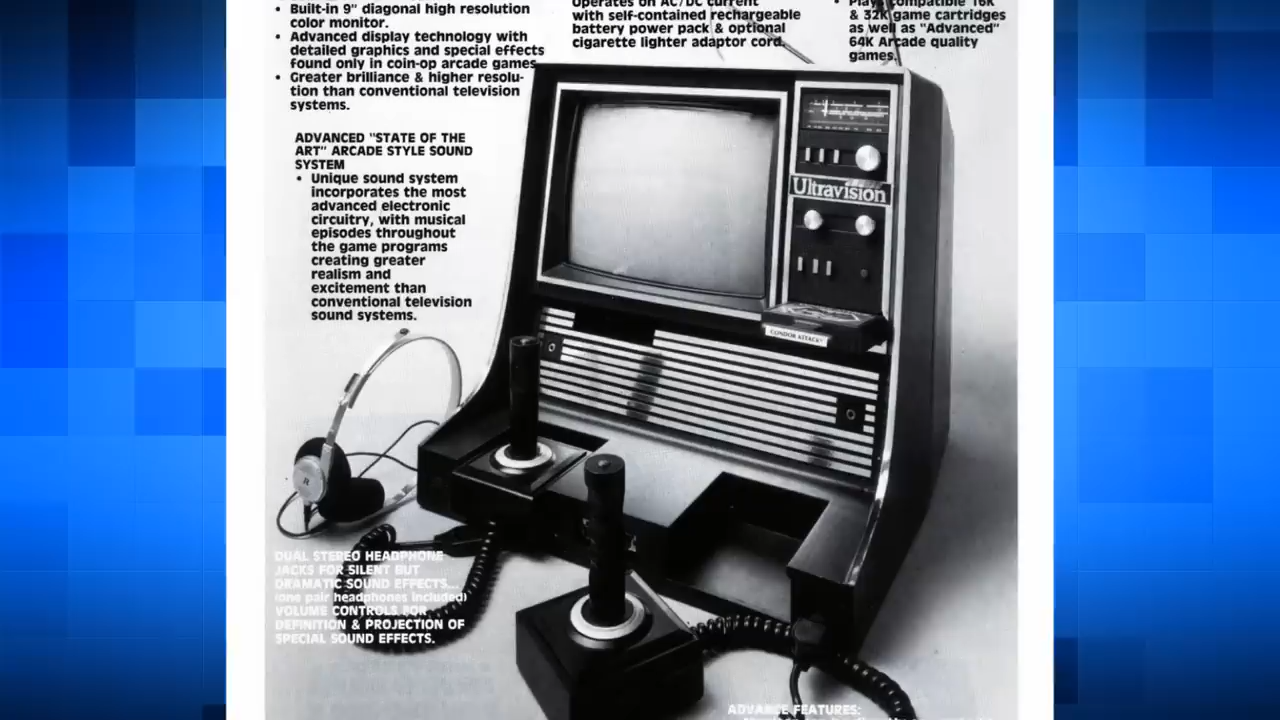 • Built-in 9" diagonal high resolution
color monitor.
• Advanced display technology with
detailed graphics and special effects
found only in coin-op arcade games.
• Greater brilliance & higher resolu-
tion than conventional television
systems.
ADVANCED "STATE OF THE
ART" ARCADE STYLE SOUND
SYSTEM
• Unique sound system
incorporates the most
advanced electronic
circuitry, with musical
episodes throughout
the game programs
creating greater
realism and
excitement than
conventional television
sound systems.
Operates on AC/DC current
with self-contained rechargeable
battery power pack & optional
cigarette lighter adaptor cord.
• Plays compatible 16K
& 32K game cartridges
as well as "Advanced"
64K Arcade quality
games.
Ultravision
CONDOR ATTACK
DUAL STEREO HEADPHONE
JACKS FOR SILENT BUT
DRAMATIC SOUND EFFECTS...
(one pair headphones included)
VOLUME CONTROLS FOR
DEFINITION & PROJECTION OF
SPECIAL SOUND EFFECTS.
ADVANCE FEATURES: